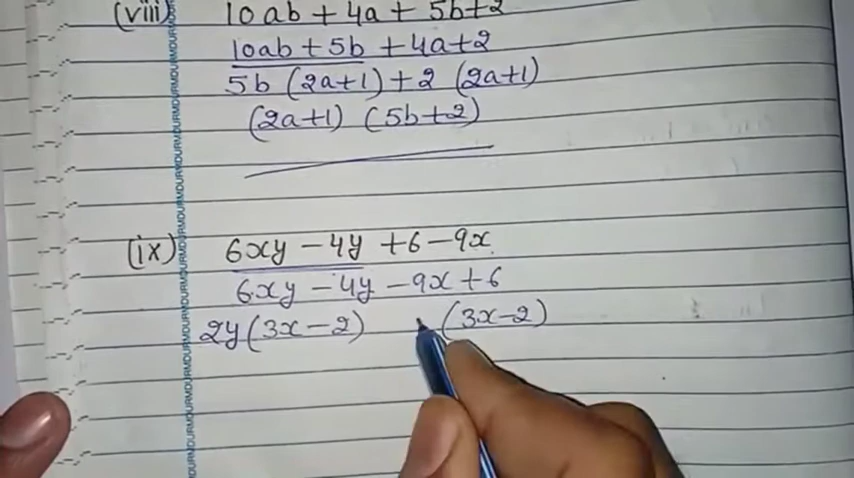 (viii) 10ab + 4a + 5b+2
10ab + 5b + 4a+2
5b (2a+1) + 2 (2a+1)
(2a+1) (5b+2)
(ix) 6xy - 4y + 6 - 9x
6xy - 4y - 9x + 6
2y (3x - 2) (3x - 2)